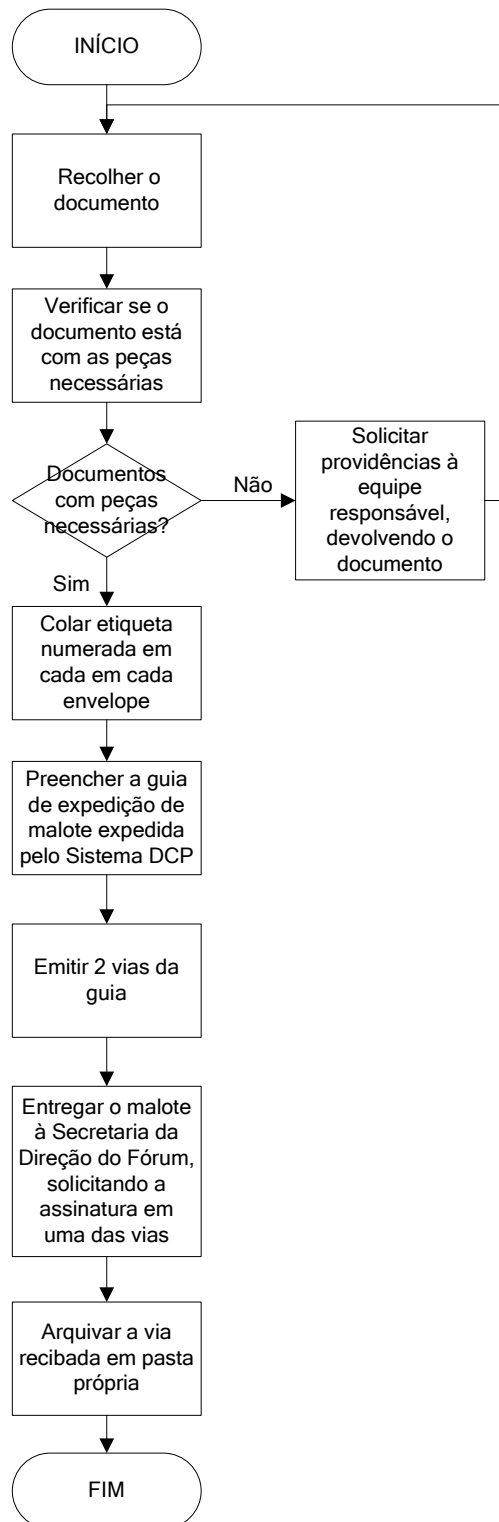 INÍCIO
Recolher o
documento
Verificar se o
documento está
com as peças
necessárias
Documentos
com peças
necessárias?
Não
Solicitar
providências à
equipe
responsável,
devolvendo o
documento
Sim
Colar etiqueta
numerada em
cada em cada
envelope
Preencher a guia
de expedição de
malote expedida
pelo Sistema DCP
Emitir 2 vias da
guia
Entregar o malote
à Secretaria da
Direção do Fórum,
solicitando a
assinatura em
uma das vias
Arquivar a via
recibada em pasta
própria
FIM